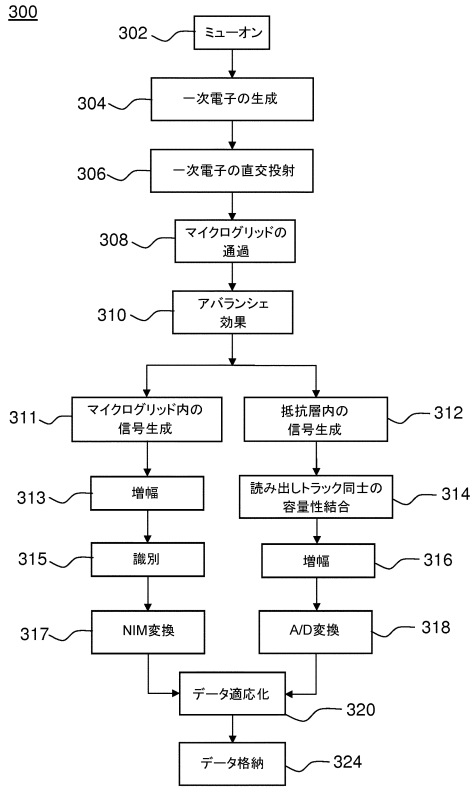 300
302
ミューオン
304
一次電子の生成
306
一次電子の直交投射
308
マイクログリッドの
通過
310
アバランシェ
効果
311
マイクログリッド内の
信号生成
抵抗層内の
信号生成
312
313
増幅
読み出しトラック同士の
容量性結合
314
315
識別
増幅
316
317
NIM変換
A/D変換
318
データ適応化
320
データ格納
324